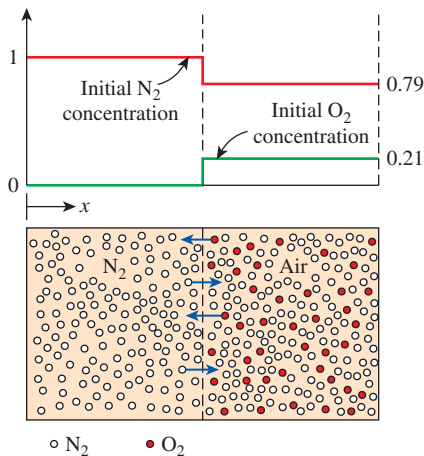 1
Initial N₂
concentration
0.79
Initial O₂
concentration
0.21
0
x
N₂
Air
N₂
O₂